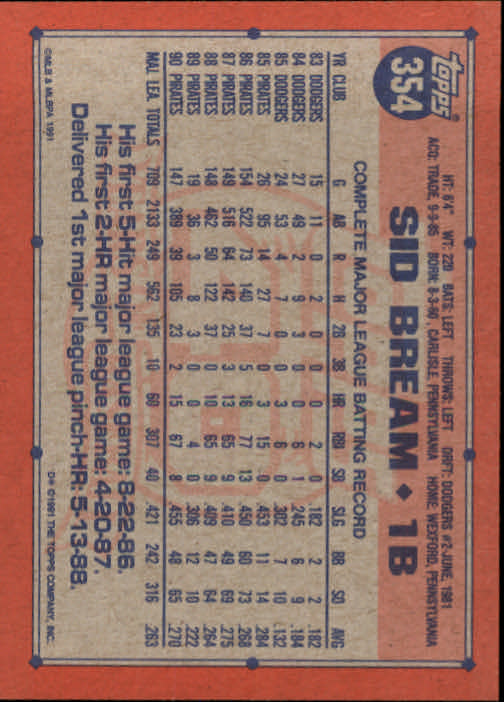 topps
354
SID BREAM ♦ 1B
HT: 6'4" WT: 220 BATS: LEFT THROWS: LEFT DRAFT: DODGERS #2-JUNE, 1981
ACQ: TRADE, 9-9-85 BORN: 8-3-60, CARLISLE, PENNSYLVANIA HOME: WEXFORD, PENNSYLVANIA
COMPLETE MAJOR LEAGUE BATTING RECORD
YR CLUB G AB R H 2B 3B HR RBI SB SLG BB SO AVG
83 DODGERS 15 11 0 2 0 0 0 2 0 .182 2 2 .182
84 DODGERS 27 49 2 9 3 0 0 6 1 .245 6 9 .184
85 DODGERS 24 53 4 7 0 0 3 6 0 .302 7 10 .132
85 PIRATES 26 95 14 27 7 0 3 15 0 .453 11 14 .284
86 PIRATES 154 522 73 140 37 5 16 77 13 .450 60 73 .268
87 PIRATES 149 516 64 142 25 3 13 65 9 .410 49 69 .275
88 PIRATES 148 462 50 122 37 0 10 65 9 .409 47 64 .264
89 PIRATES 19 36 3 8 3 0 0 4 0 .306 12 10 .222
90 PIRATES 147 389 39 105 23 2 15 67 8 .455 48 65 .270
MAJ. LEA. TOTALS 709 2133 249 562 135 10 60 307 40 .421 242 316 .263
His first 5-Hit major league game: 8-22-86.
His first 2-HR major league game: 4-20-87.
Delivered 1st major league pinch-HR: 5-13-88.
©MLB & MLBPA 1991
D* ©1991 THE TOPPS COMPANY, INC.